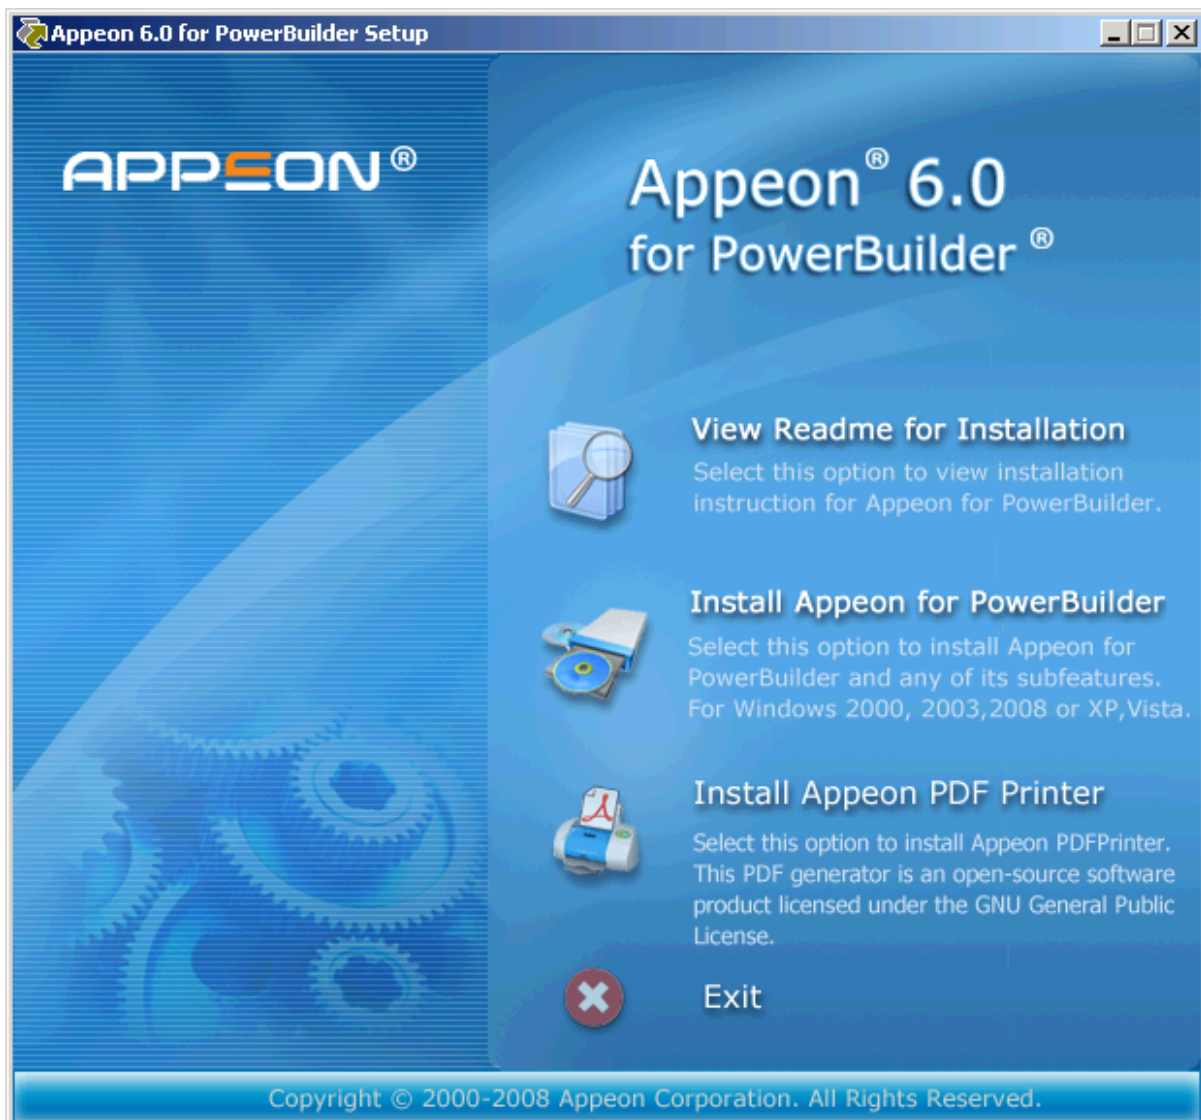 Appeon 6.0 for PowerBuilder Setup
APPEON®
Appeon® 6.0
for PowerBuilder ®
View Readme for Installation
Select this option to view installation
instruction for Appeon for PowerBuilder.
Install Appeon for PowerBuilder
Select this option to install Appeon for
PowerBuilder and any of its subfeatures.
For Windows 2000, 2003,2008 or XP,Vista.
Install Appeon PDF Printer
Select this option to install Appeon PDFPrinter.
This PDF generator is an open-source software
product licensed under the GNU General Public
License.
Exit
Copyright © 2000-2008 Appeon Corporation. All Rights Reserved.